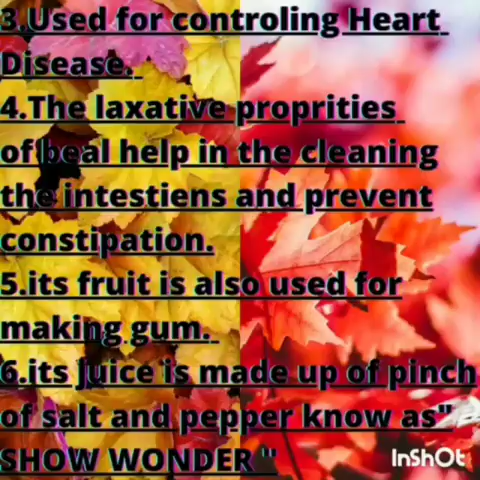 3.Used for controling Heart
Disease.
4.The laxative proprities
of beal help in the cleaning
the intestiens and prevent
constipation.
5.its fruit is also used for
making gum.
6.its juice is made up of pinch
of salt and pepper know as"
SHOW WONDER "
InShOt